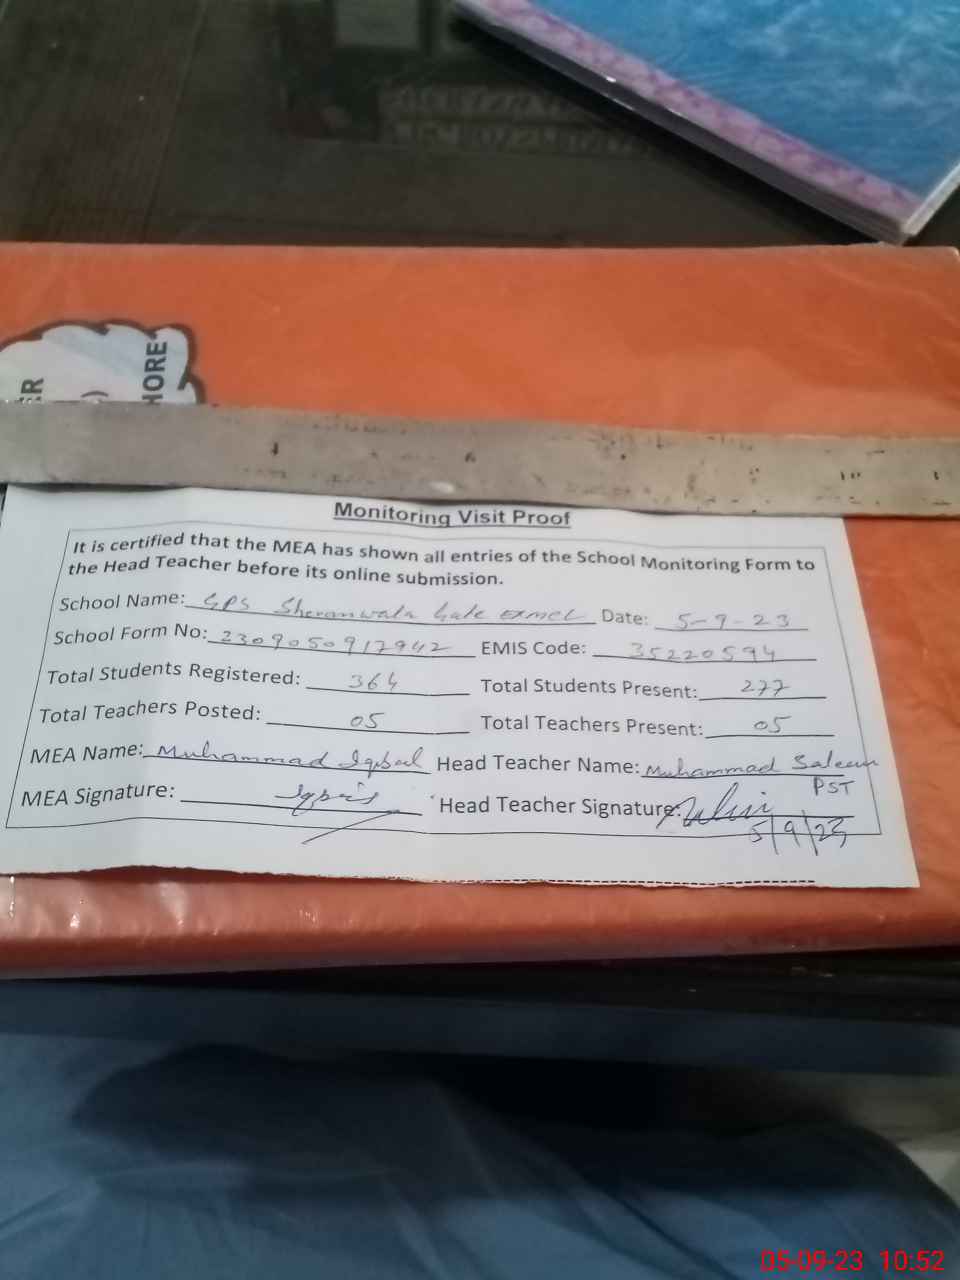 ER
HORE
Monitoring Visit Proof
It is certified that the MEA has shown all entries of the School Monitoring Form to
the Head Teacher before its online submission.
School Name: GPS Sheranwala Gate Date: 5-9-23
School Form No: 2309050917942 EMIS Code: 35220594
Total Students Registered: 364 Total Students Present: 277
Total Teachers Posted: 05 Total Teachers Present: 05
MEA Name: Muhammad Iqbal Head Teacher Name: Muhammad Saleem
PST
MEA Signature: Head Teacher Signature:
5/9/23
05-09-23 10:52